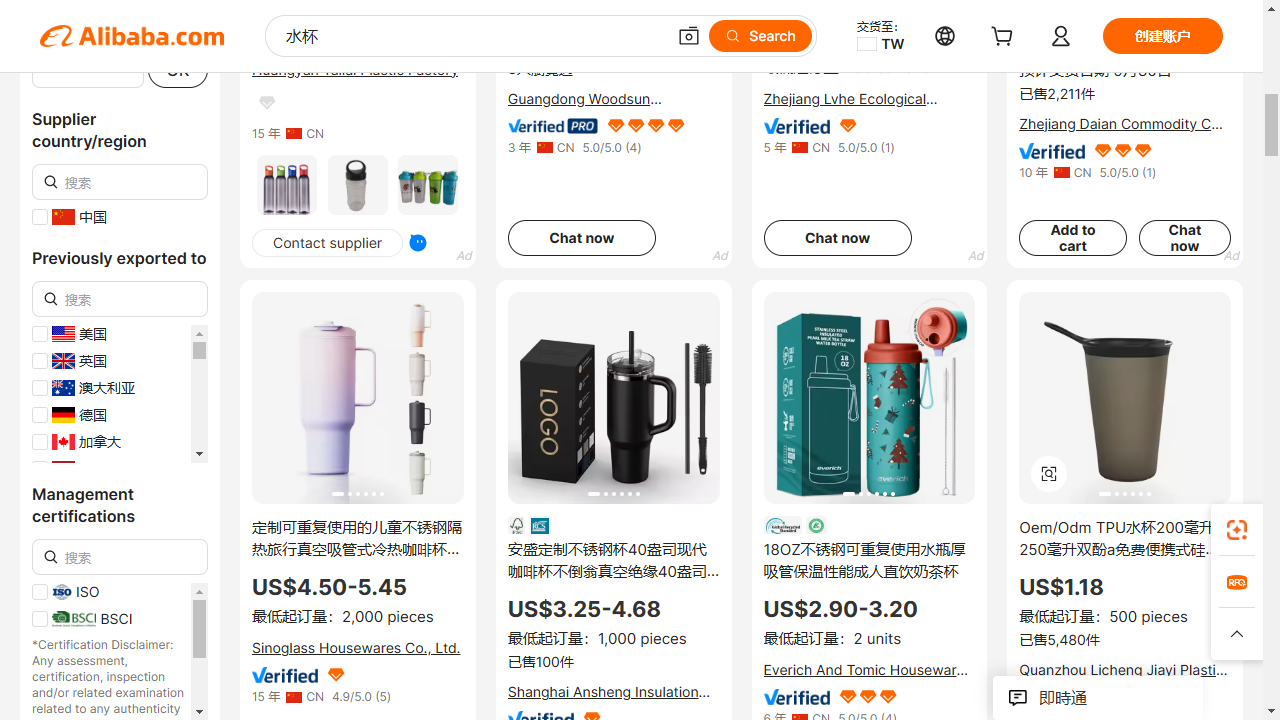 Alibaba.com
水杯
Search
交货至：
TW
创建账户
OK
Supplier
country/region
搜索
中国
Previously exported to
搜索
美国
英国
澳大利亚
德国
加拿大
Management
certifications
搜索
ISO
BSCI
*Certification Disclaimer:
Any assessment,
certification, inspection
and/or related examination
related to any authenticity
15 年 CN
Contact supplier
Ad
Guangdong Woodsun...
Verified PRO
3 年 CN 5.0/5.0 (4)
Chat now
Ad
Zhejiang Lvhe Ecological...
Verified
5 年 CN 5.0/5.0 (1)
Chat now
Ad
已售2,211件
Zhejiang Daian Commodity C...
Verified
10 年 CN 5.0/5.0 (1)
Add to
cart
Chat
now
Ad
定制可重复使用的儿童不锈钢隔
热旅行真空吸管式冷热咖啡杯...
US$4.50-5.45
最低起订量：2,000 pieces
Sinoglass Housewares Co., Ltd.
Verified
15 年 CN 4.9/5.0 (5)
LOGO
安盛定制不锈钢杯40盎司现代
咖啡杯不倒翁真空绝缘40盎司...
US$3.25-4.68
最低起订量：1,000 pieces
已售100件
Shanghai Ansheng Insulation...
Verified
STAINLESS STEEL
INSULATED
PEARL MILK TEA STRAW
WATER BOTTLE
18
OZ
everich
everich
18OZ不锈钢可重复使用水瓶厚
吸管保温性能成人直饮奶茶杯
US$2.90-3.20
最低起订量：2 units
Everich And Tomic Housewar...
Verified
6 年 CN 5.0/5.0 (4)
Oem/Odm TPU水杯200毫升
250毫升双酚a免费便携式硅...
US$1.18
最低起订量：500 pieces
已售5,480件
Quanzhou Licheng Jiayi Plasti...
RFQ
即時通